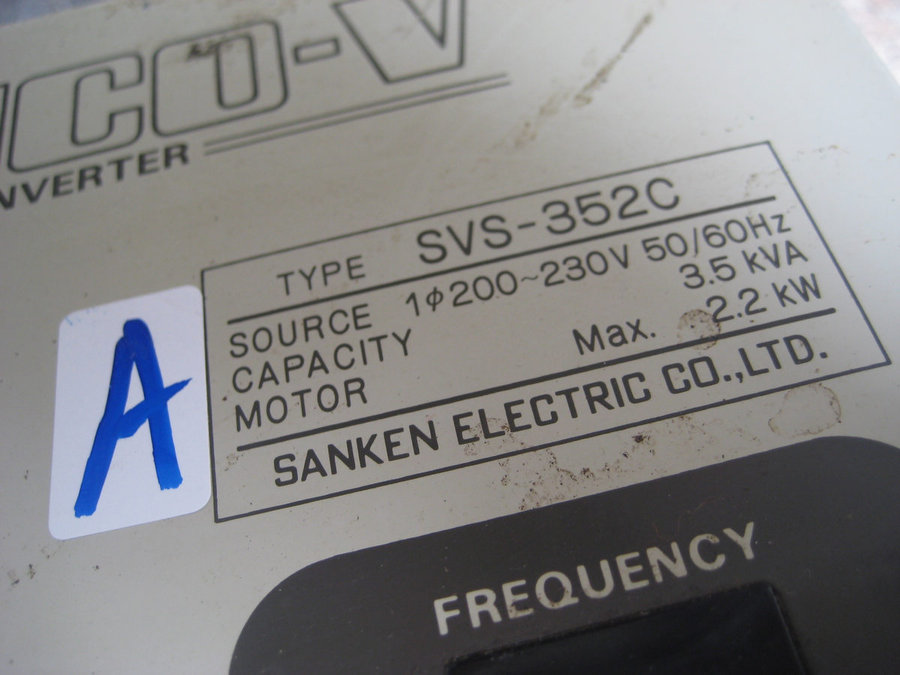 CO-V
NVERTER
TYPE SVS-352C
SOURCE 1φ200~230V 50/60Hz
CAPACITY 3.5 KVA
MOTOR Max. 2.2 KW
SANKEN ELECTRIC CO.,LTD.
A
FREQUENCY